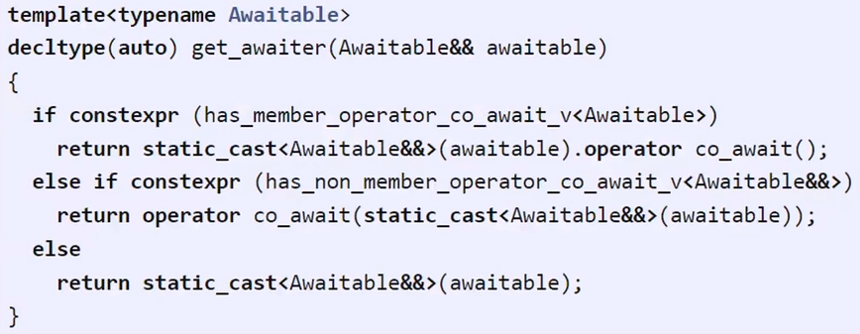 template<typename Awaitable>
decltype(auto) get_awaiter(Awaitable&& awaitable)
{
  if constexpr (has_member_operator_co_await_v<Awaitable>)
    return static_cast<Awaitable&&>(awaitable).operator co_await();
  else if constexpr (has_non_member_operator_co_await_v<Awaitable&&>)
    return operator co_await(static_cast<Awaitable&&>(awaitable));
  else
    return static_cast<Awaitable&&>(awaitable);
}